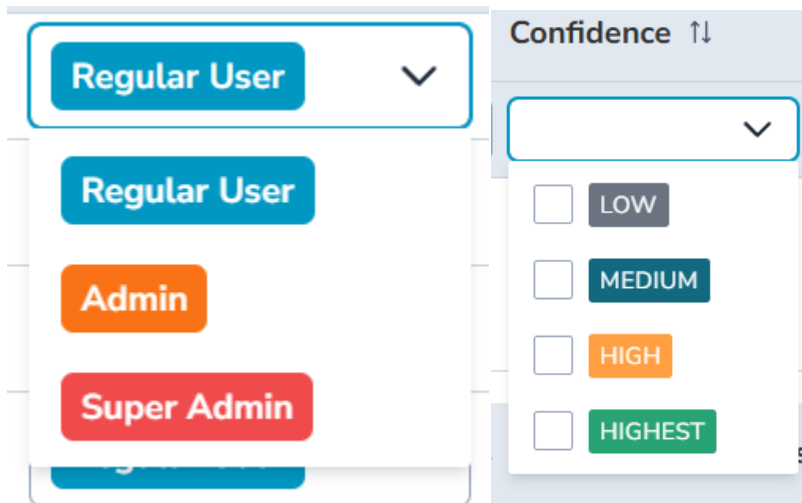 Regular User
Regular User
Admin
Super Admin
Confidence
LOW
MEDIUM
HIGH
HIGHEST